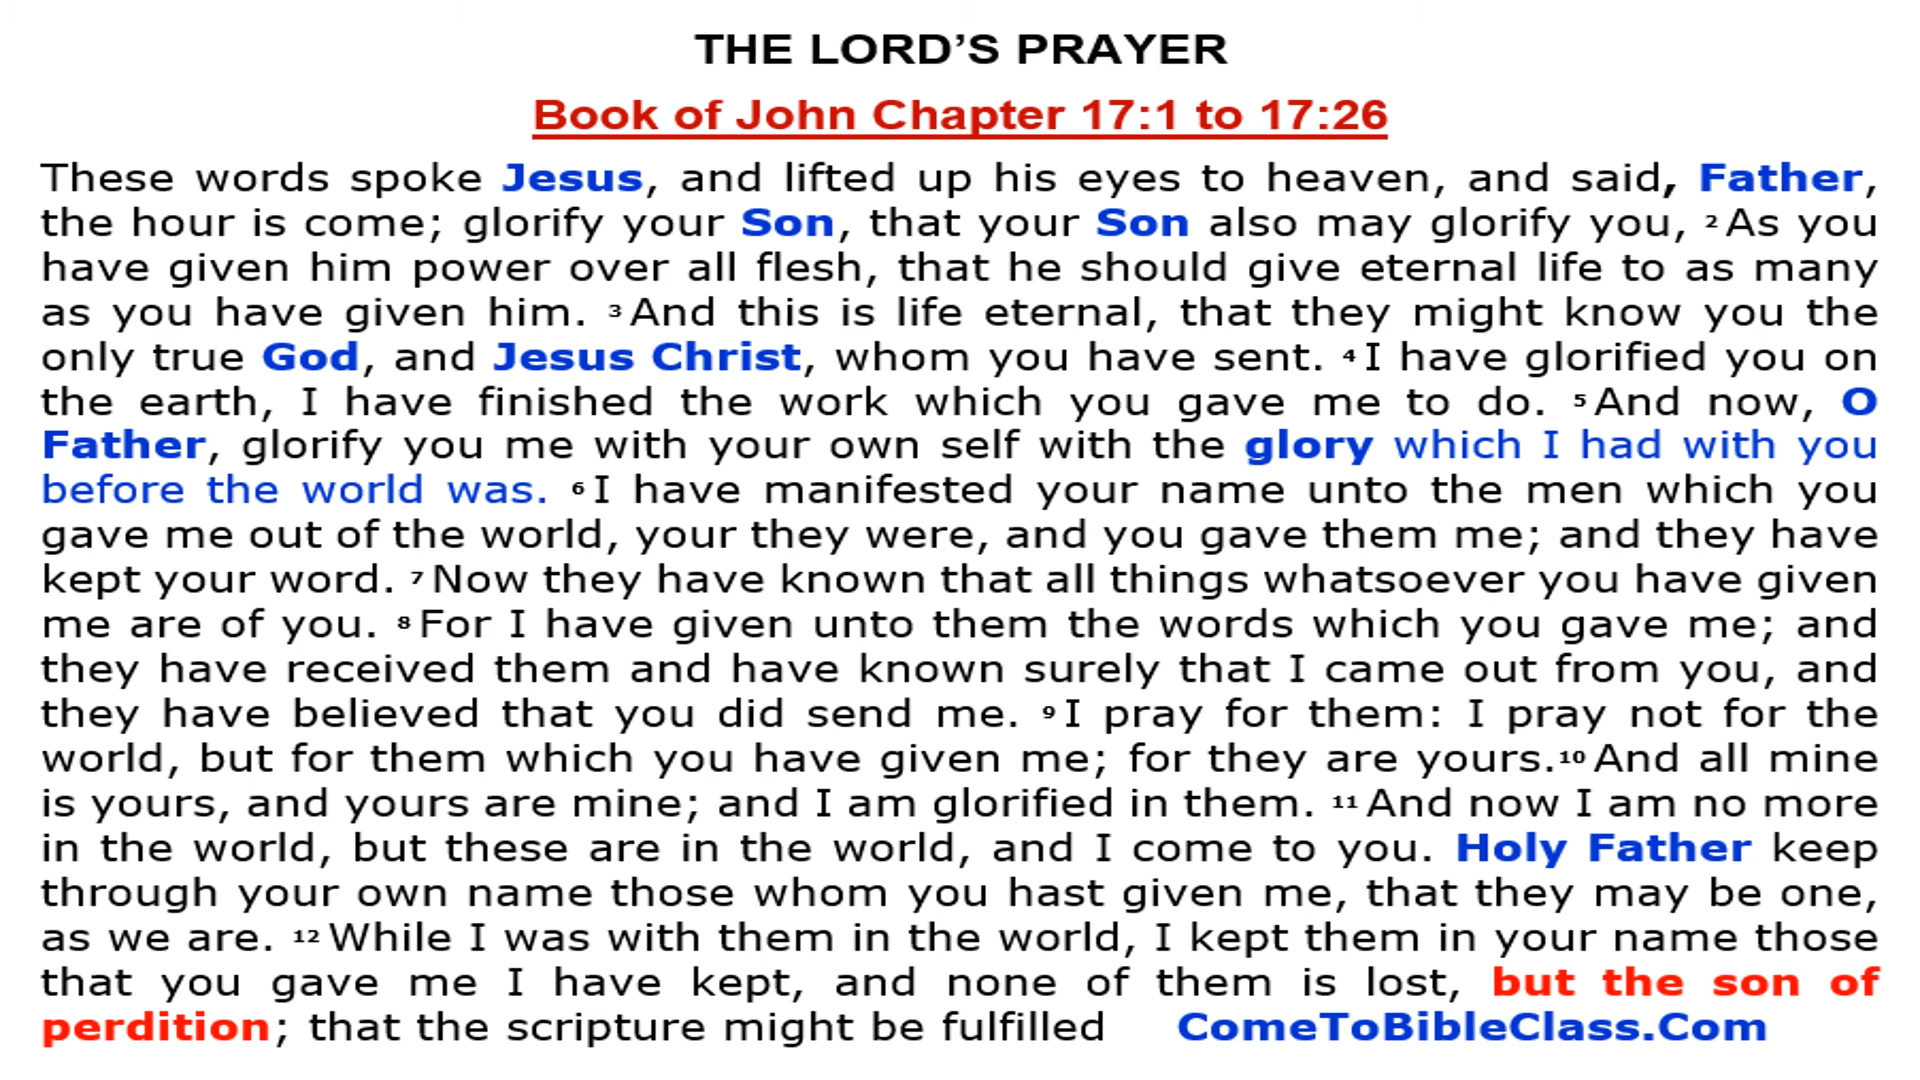 THE LORD’S PRAYER
Book of John Chapter 17:1 to 17:26
These words spoke Jesus, and lifted up his eyes to heaven, and said, Father,
the hour is come; glorify your Son, that your Son also may glorify you, 2 As you
have given him power over all flesh, that he should give eternal life to as many
as you have given him. 3 And this is life eternal, that they might know you the
only true God, and Jesus Christ, whom you have sent. 4 I have glorified you on
the earth, I have finished the work which you gave me to do. 5 And now, O
Father, glorify you me with your own self with the glory which I had with you
before the world was. 6 I have manifested your name unto the men which you
gave me out of the world, your they were, and you gave them me; and they have
kept your word. 7 Now they have known that all things whatsoever you have given
me are of you. 8 For I have given unto them the words which you gave me; and
they have received them and have known surely that I came out from you, and
they have believed that you did send me. 9 I pray for them: I pray not for the
world, but for them which you have given me; for they are yours.10 And all mine
is yours, and yours are mine; and I am glorified in them. 11 And now I am no more
in the world, but these are in the world, and I come to you. Holy Father keep
through your own name those whom you hast given me, that they may be one,
as we are. 12 While I was with them in the world, I kept them in your name those
that you gave me I have kept, and none of them is lost, but the son of
perdition; that the scripture might be fulfilled ComeToBibleClass.Com